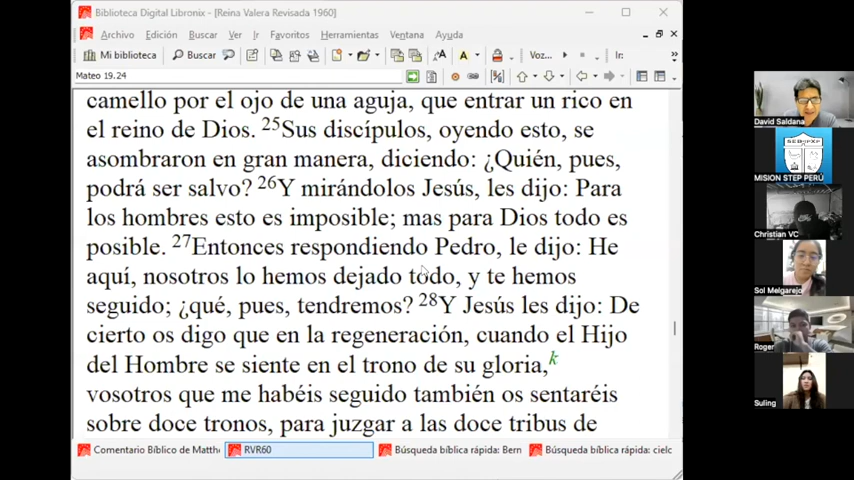 Biblioteca Digital Libronix - [Reina Valera Revisada 1960]
Archivo Edición Buscar Ver Ir Favoritos Herramientas Ventana Ayuda
Mi biblioteca Buscar Voz... Ir:
Mateo 19.24
camello por el ojo de una aguja, que entrar un rico en
el reino de Dios. 25Sus discípulos, oyendo esto, se
asombraron en gran manera, diciendo: ¿Quién, pues,
podrá ser salvo? 26Y mirándolos Jesús, les dijo: Para
los hombres esto es imposible; mas para Dios todo es
posible. 27Entonces respondiendo Pedro, le dijo: He
aquí, nosotros lo hemos dejado todo, y te hemos
seguido; ¿qué, pues, tendremos? 28Y Jesús les dijo: De
cierto os digo que en la regeneración, cuando el Hijo
del Hombre se siente en el trono de su gloria,k
vosotros que me habéis seguido también os sentaréis
sobre doce tronos, para juzgar a las doce tribus de
Comentario Bíblico de Matth RVR60 Búsqueda bíblica rápida: Bern Búsqueda bíblica rápida: cielc
David Saldana
MISION STEP PERÚ
Christian VC
Sol Melgarejo
Roger
Suling